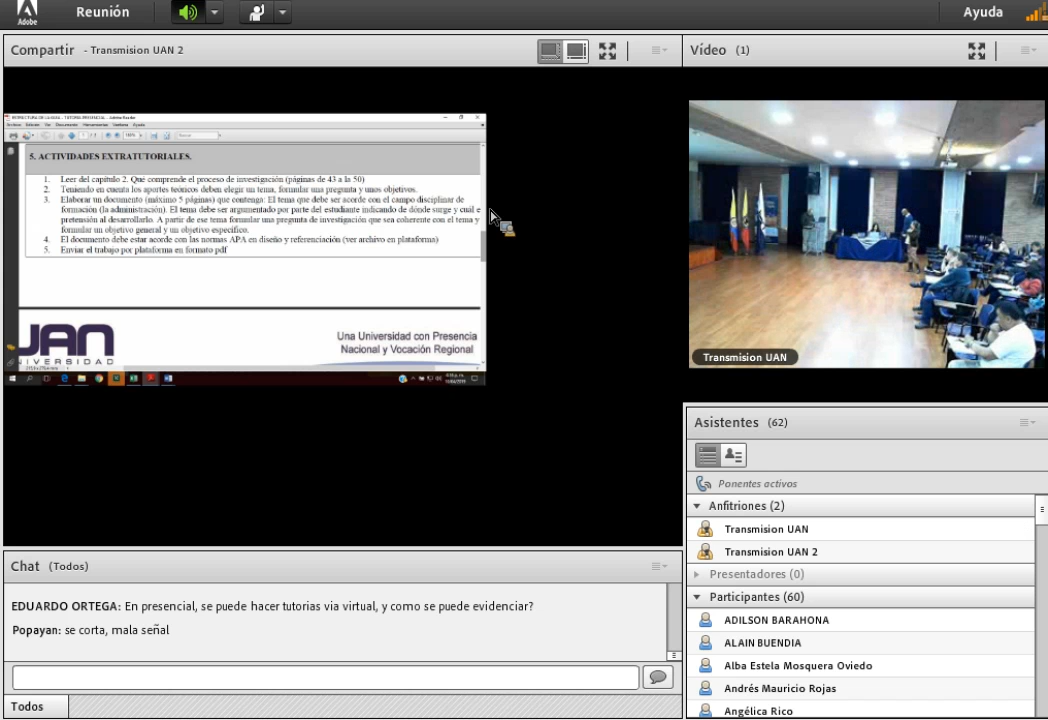 Adobe
Reunión
Ayuda
Compartir - Transmision UAN 2
Vídeo (1)
5. ACTIVIDADES EXTRATUTORIALES.
1. Leer del capítulo 2. Qué comprende el proceso de investigación (páginas de 43 a la 50)
2. Teniendo en cuenta los aportes teóricos deben elegir un tema, formular una pregunta y unos objetivos.
3. Elaborar un documento (máximo 5 páginas) que contenga: El tema que debe ser acorde con el campo disciplinar de
formación (la administración). El tema debe ser argumentado por parte del estudiante indicando de dónde surge y cuál e
pretensión al desarrollarlo. A partir de ese tema formular una pregunta de investigación que sea coherente con el tema y
formular un objetivo general y un objetivo específico.
4. El documento debe estar acorde con las normas APA en diseño y referenciación (ver archivo en plataforma)
5. Enviar el trabajo por plataforma en formato pdf
UAN
UNIVERSIDAD
Una Universidad con Presencia
Nacional y Vocación Regional
Transmision UAN
Asistentes (62)
Ponentes activos
Anfitriones (2)
Transmision UAN
Transmision UAN 2
Presentadores (0)
Participantes (60)
ADILSON BARAHONA
ALAIN BUENDIA
Alba Estela Mosquera Oviedo
Andrés Mauricio Rojas
Angélica Rico
Chat (Todos)
EDUARDO ORTEGA: En presencial, se puede hacer tutorias via virtual, y como se puede evidenciar?
Popayan: se corta, mala señal
Todos